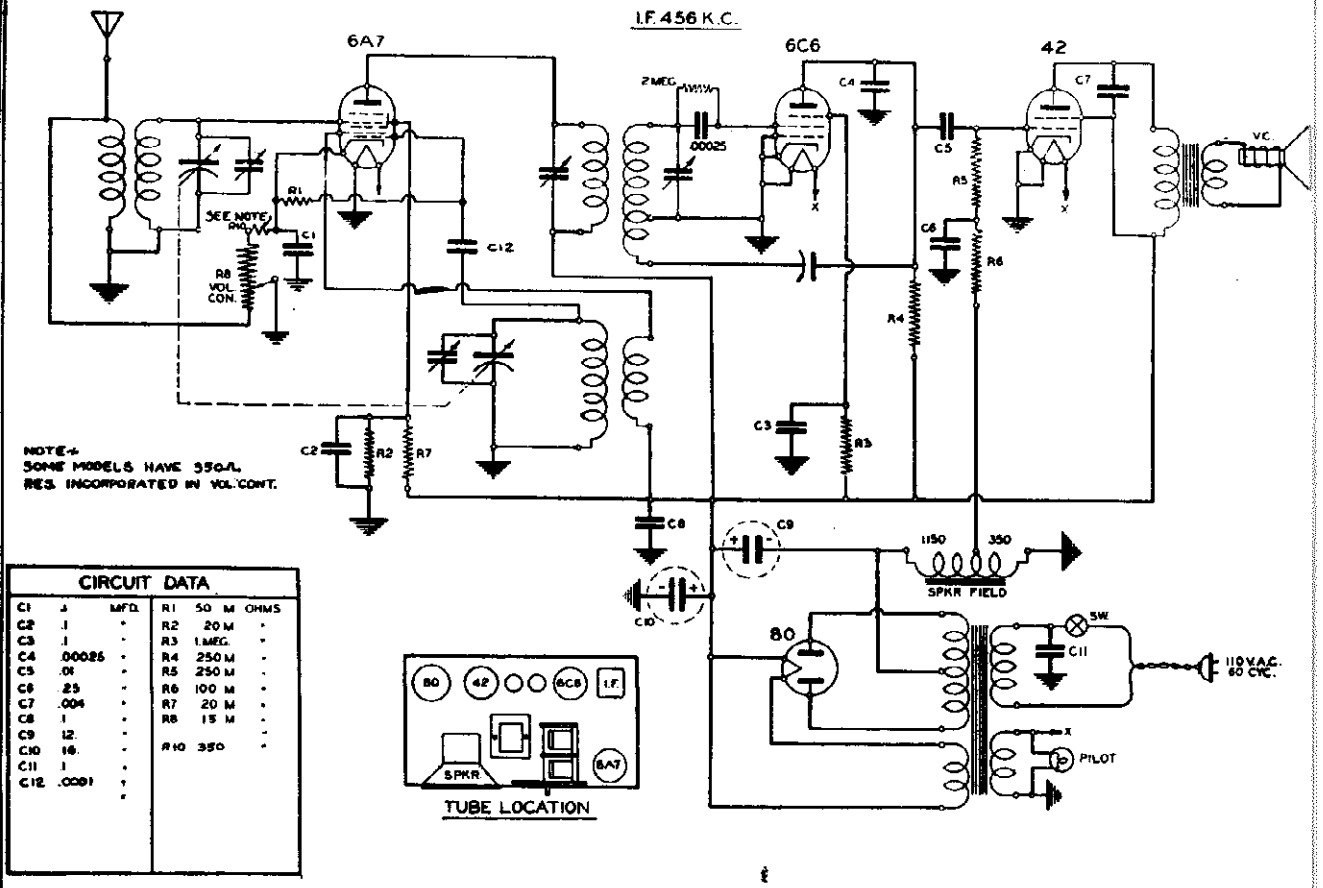 I.F. 456 K.C.
6A7
6C6
42
2 MEG.
.00025
C4
C7
C5
V.C.
R1
SEE NOTE
R10
C1
C12
R8
VOL.
CON.
R5
C6
R6
R4
X
X
C2
R2
R7
C3
R3
C8
C9
+ -
- +
C10
1150 350
SPKR FIELD
80
SW.
C11
110 V.A.C.
60 CYC.
X
PILOT
NOTE
SOME MODELS HAVE 350Ω
RES. INCORPORATED IN VOL. CONT.
CIRCUIT DATA
C1 .1 MFD. R1 50 M OHMS
C2 .1 " R2 20 M "
C3 .1 " R3 1 MEG. "
C4 .00025 " R4 250 M "
C5 .01 " R5 250 M "
C6 .25 " R6 100 M "
C7 .004 " R7 20 M "
C8 .1 " R8 15 M "
C9 12. "
C10 16. " R10 350 "
C11 .1 "
C12 .0001 "
80 42 6C6 I.F.
SPKR
6A7
TUBE LOCATION